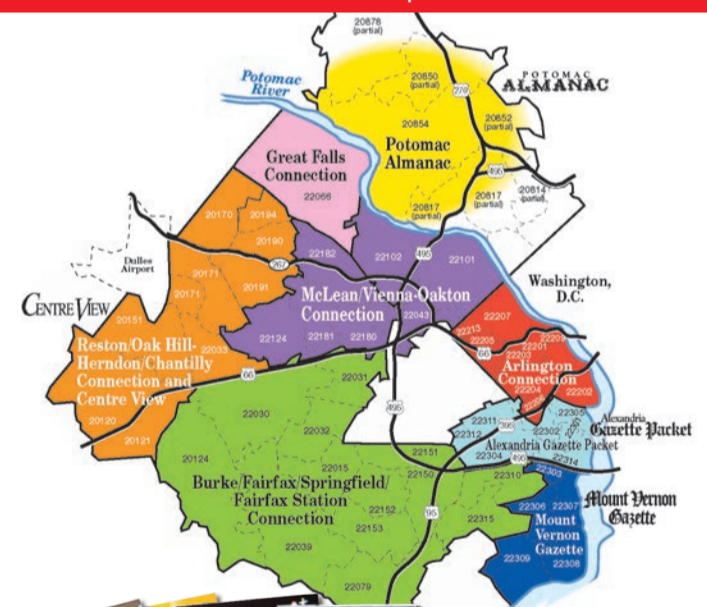 20878
(partial)
20850
(partial)
270
POTOMAC
ALMANAC
Potomac
River
20852
(partial)
20854
Potomac
Almanac
Great Falls
Connection
22066
495
20817
(partial)
20814
(partial)
20817
(partial)
20170
20194
20190
22182
22102
495
22101
Dulles
Airport
267
20171
20171
20191
Washington,
D.C.
CENTRE VIEW
McLean/Vienna-Oakton
Connection
22043
22207
20151
22213
22205
22209
22201
22203
22124
22181
22180
66
Reston/Oak Hill-
Herndon/Chantilly
Connection and
Centre View
22033
Arlington
Connection
22204
22202
22206
66
22031
495
20120
20121
22030
22032
22311
395
22305
22302
22312
Alexandria
Gazette Packet
Alexandria Gazette Packet
22304
495
22314
20124
22151
22015
22150
22310
22303
Burke/Fairfax/Springfield/
Fairfax Station
Connection
22152
22153
95
22315
22306
22307
Mount
Vernon
Gazette
Mount Vernon
Gazette
22039
22309
22308
22079